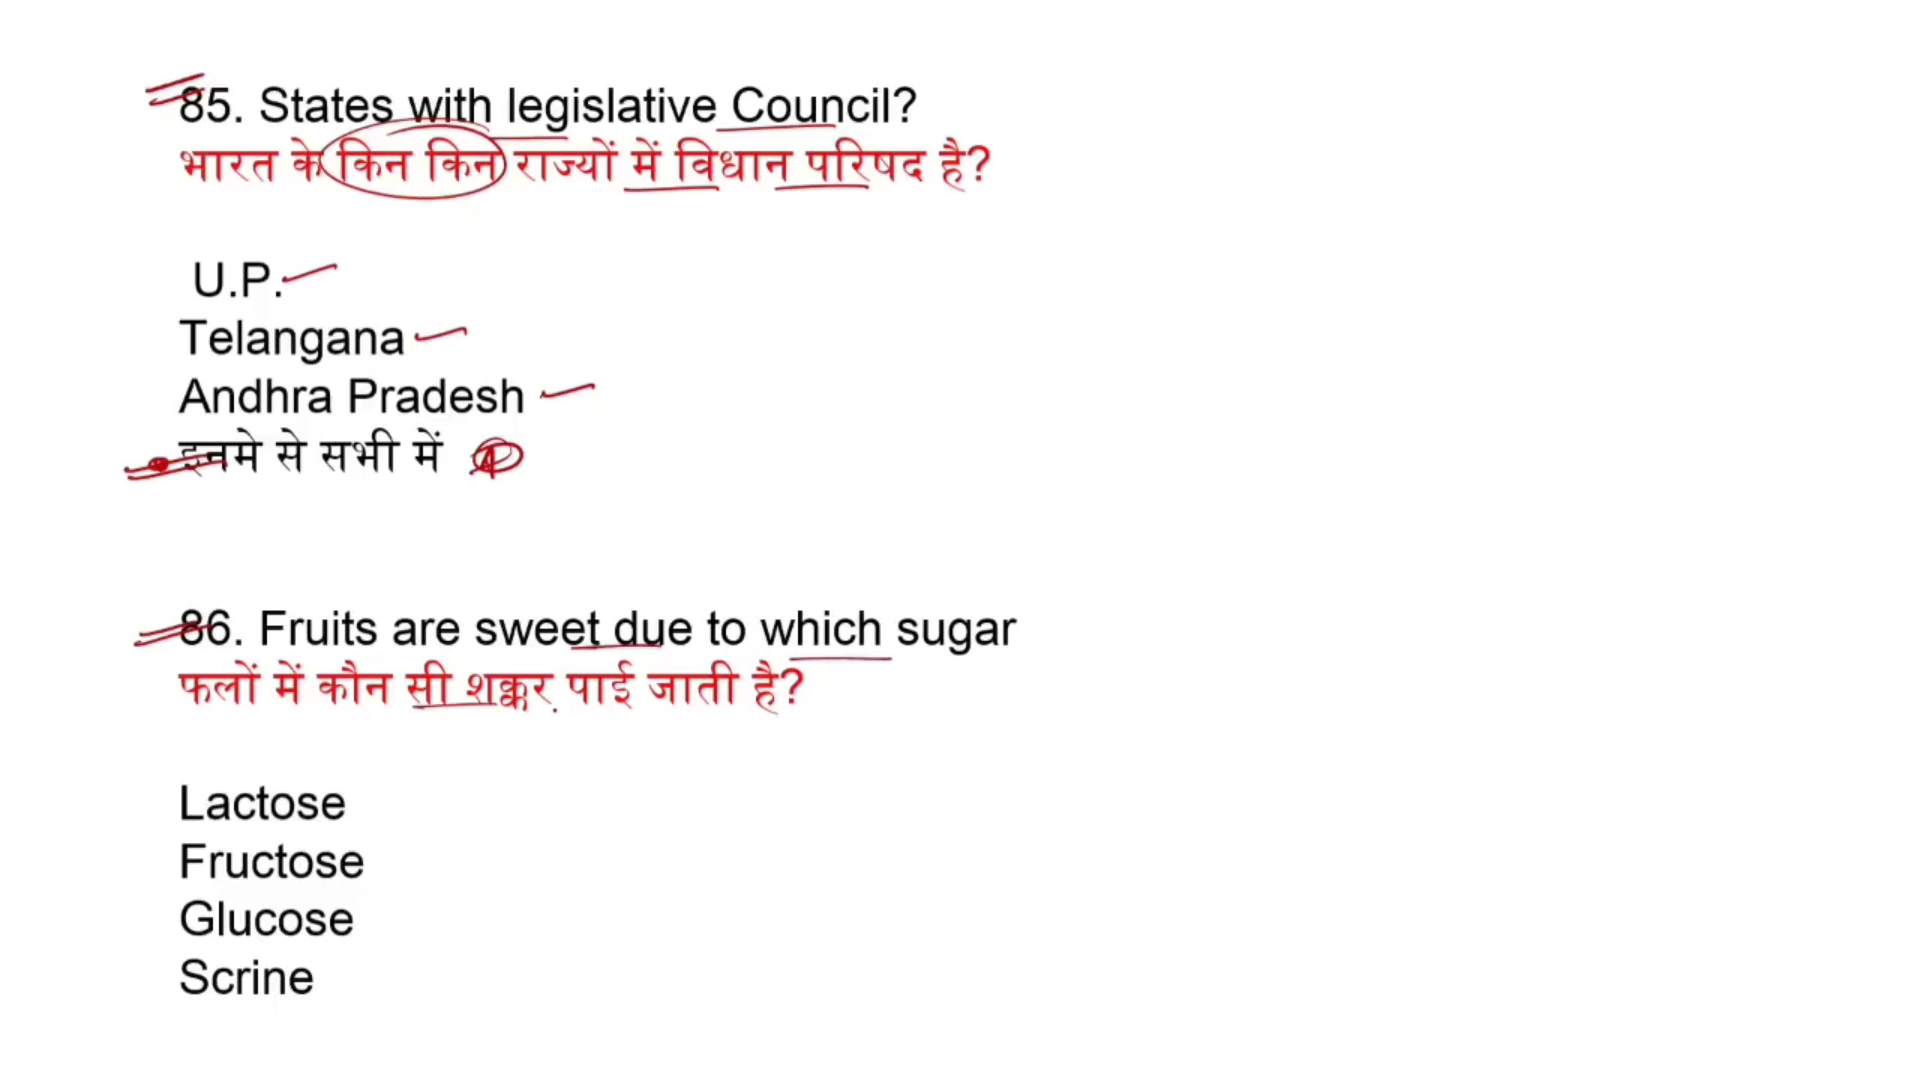 85. States with legislative Council?
भारत के किन किन राज्यों में विधान परिषद है?
U.P.
Telangana
Andhra Pradesh
इनमे से सभी में
86. Fruits are sweet due to which sugar
फलों में कौन सी शक्कर पाई जाती है?
Lactose
Fructose
Glucose
Scrine